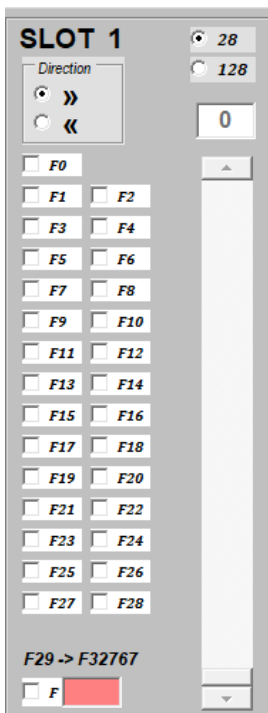 SLOT 1
28
128
Direction
»
«
0
F0
F1 F2
F3 F4
F5 F6
F7 F8
F9 F10
F11 F12
F13 F14
F15 F16
F17 F18
F19 F20
F21 F22
F23 F24
F25 F26
F27 F28
F29 -> F32767
F